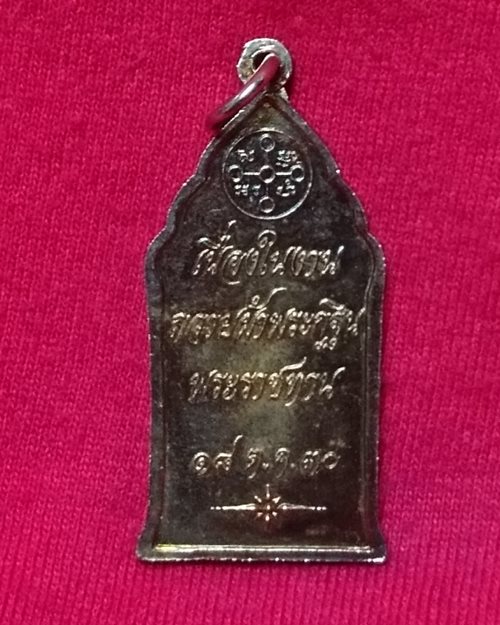 เนื่องในงาน
ถวายผ้าพระกฐิน
พระราชทาน
๑๘ ต.ค.๓๐